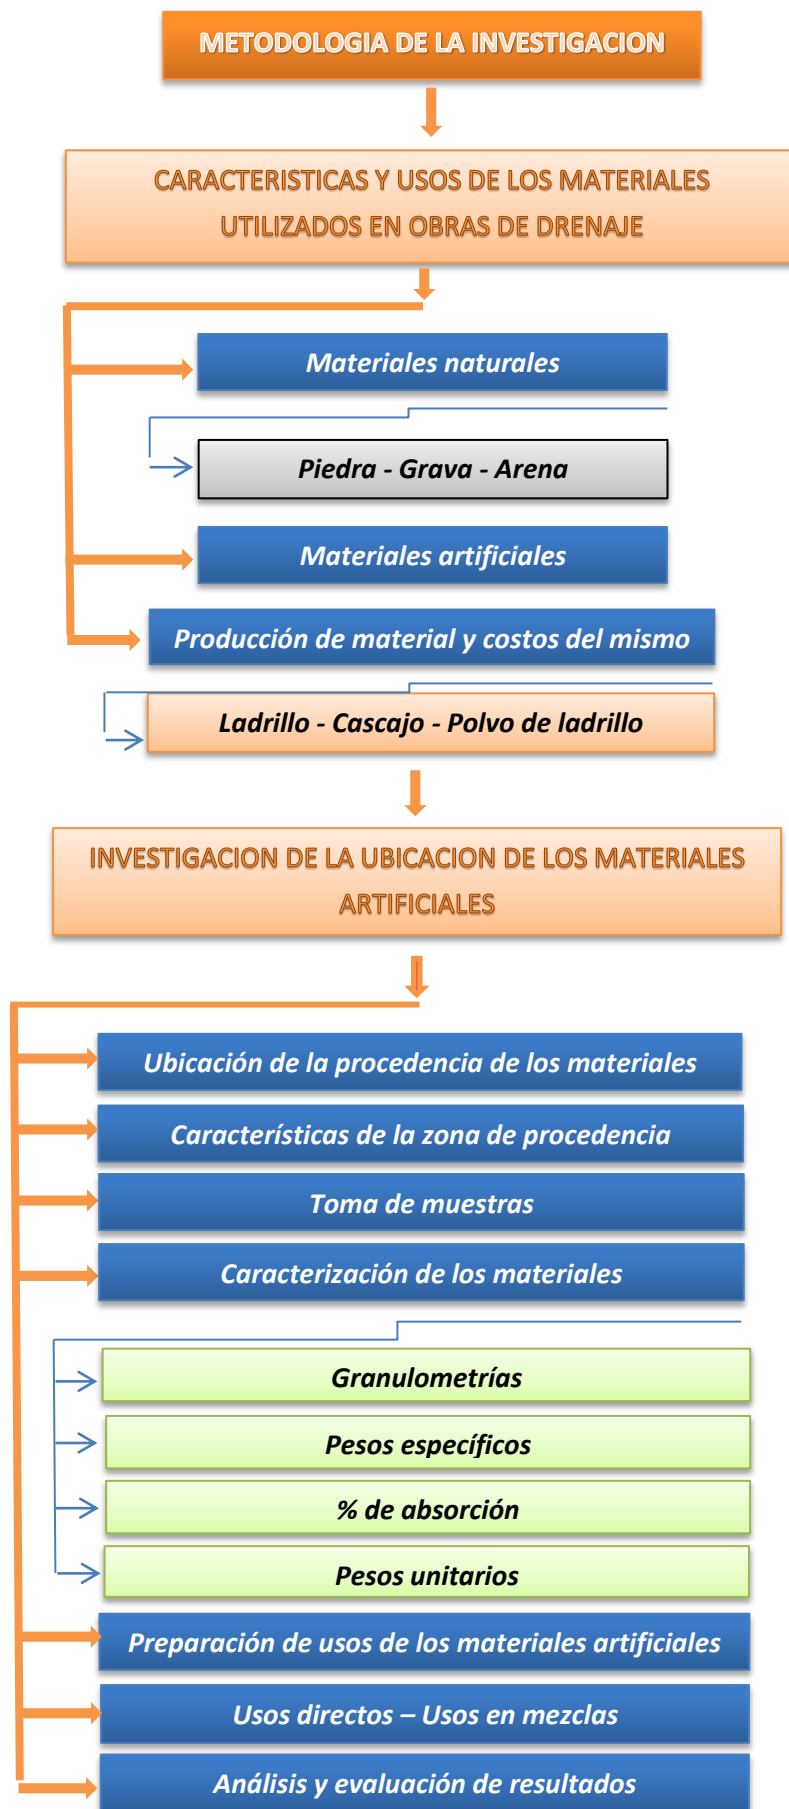 METODOLOGIA DE LA INVESTIGACION
CARACTERISTICAS Y USOS DE LOS MATERIALES
UTILIZADOS EN OBRAS DE DRENAJE
Materiales naturales
Piedra - Grava - Arena
Materiales artificiales
Producción de material y costos del mismo
Ladrillo - Cascajo - Polvo de ladrillo
INVESTIGACION DE LA UBICACION DE LOS MATERIALES
ARTIFICIALES
Ubicación de la procedencia de los materiales
Característícas de la zona de procedencia
Toma de muestras
Caracterización de los materiales
Granulometrías
Pesos específicos
% de absorción
Pesos unitarios
Preparación de usos de los materiales artificiales
Usos directos – Usos en mezclas
Análisis y evaluación de resultados